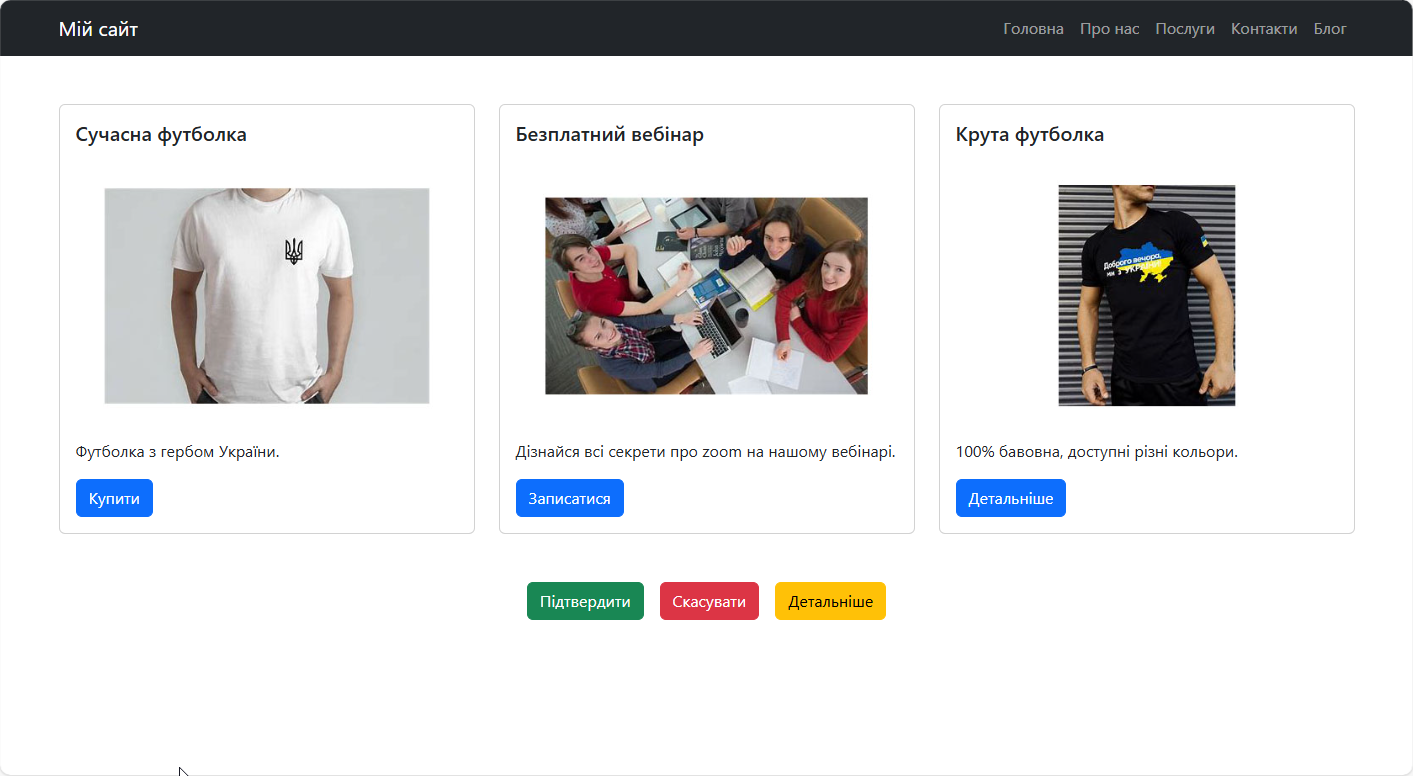 Мій сайт
Головна Про нас Послуги Контакти Блог
Сучасна футболка
Футболка з гербом України.
Купити
Безплатний вебінар
Дізнайся всі секрети про zoom на нашому вебінарі.
Записатися
Крута футболка
Доброго вечора,
ми з УКРАЇНИ
100% бавовна, доступні різні кольори.
Детальніше
Підтвердити Скасувати Детальніше